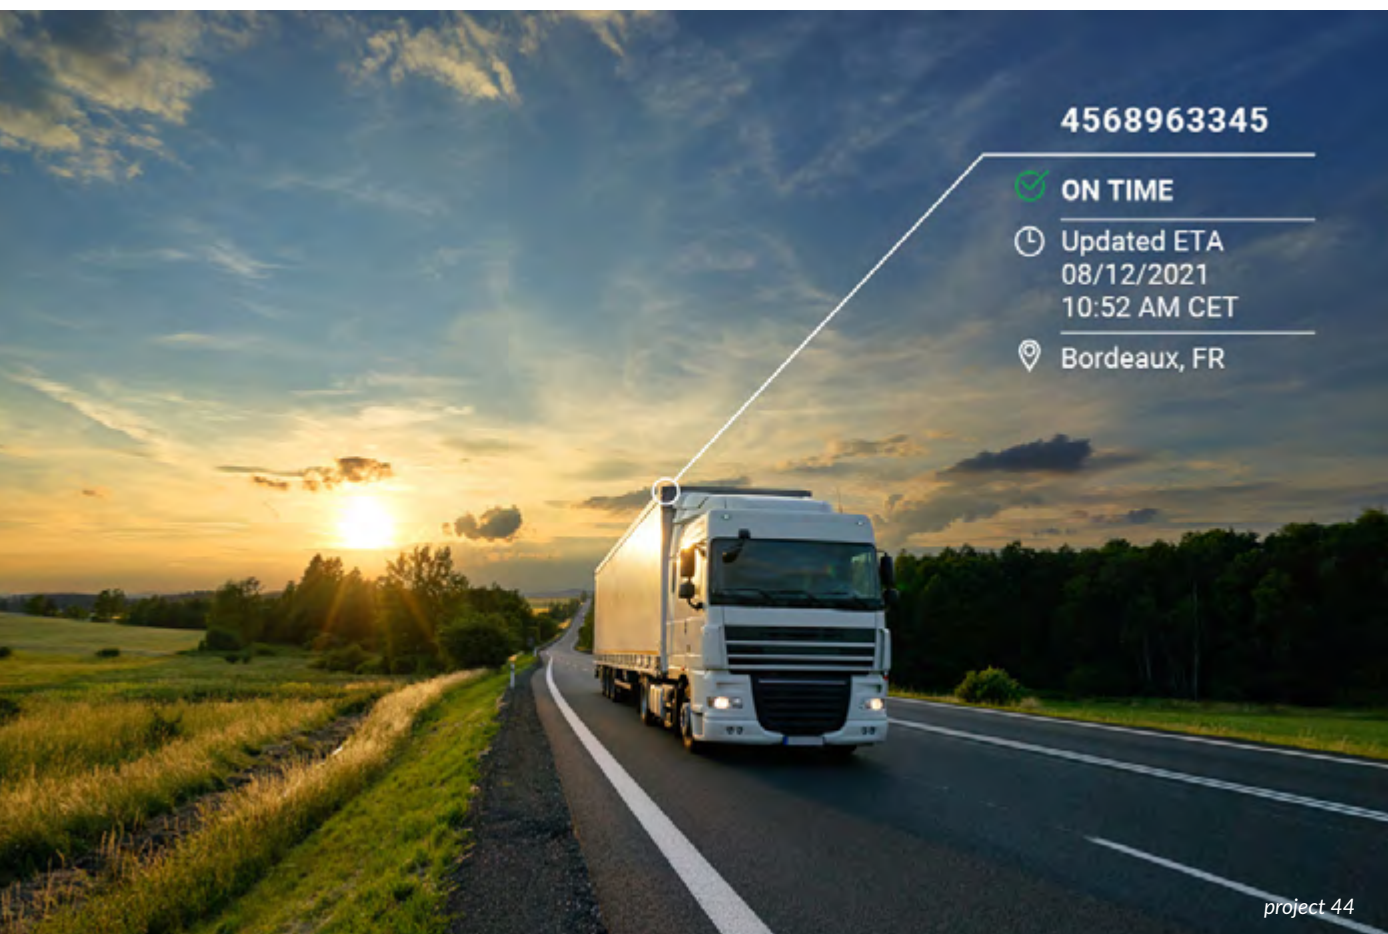 4568963345
ON TIME
Updated ETA
08/12/2021
10:52 AM CET
Bordeaux, FR
project 44